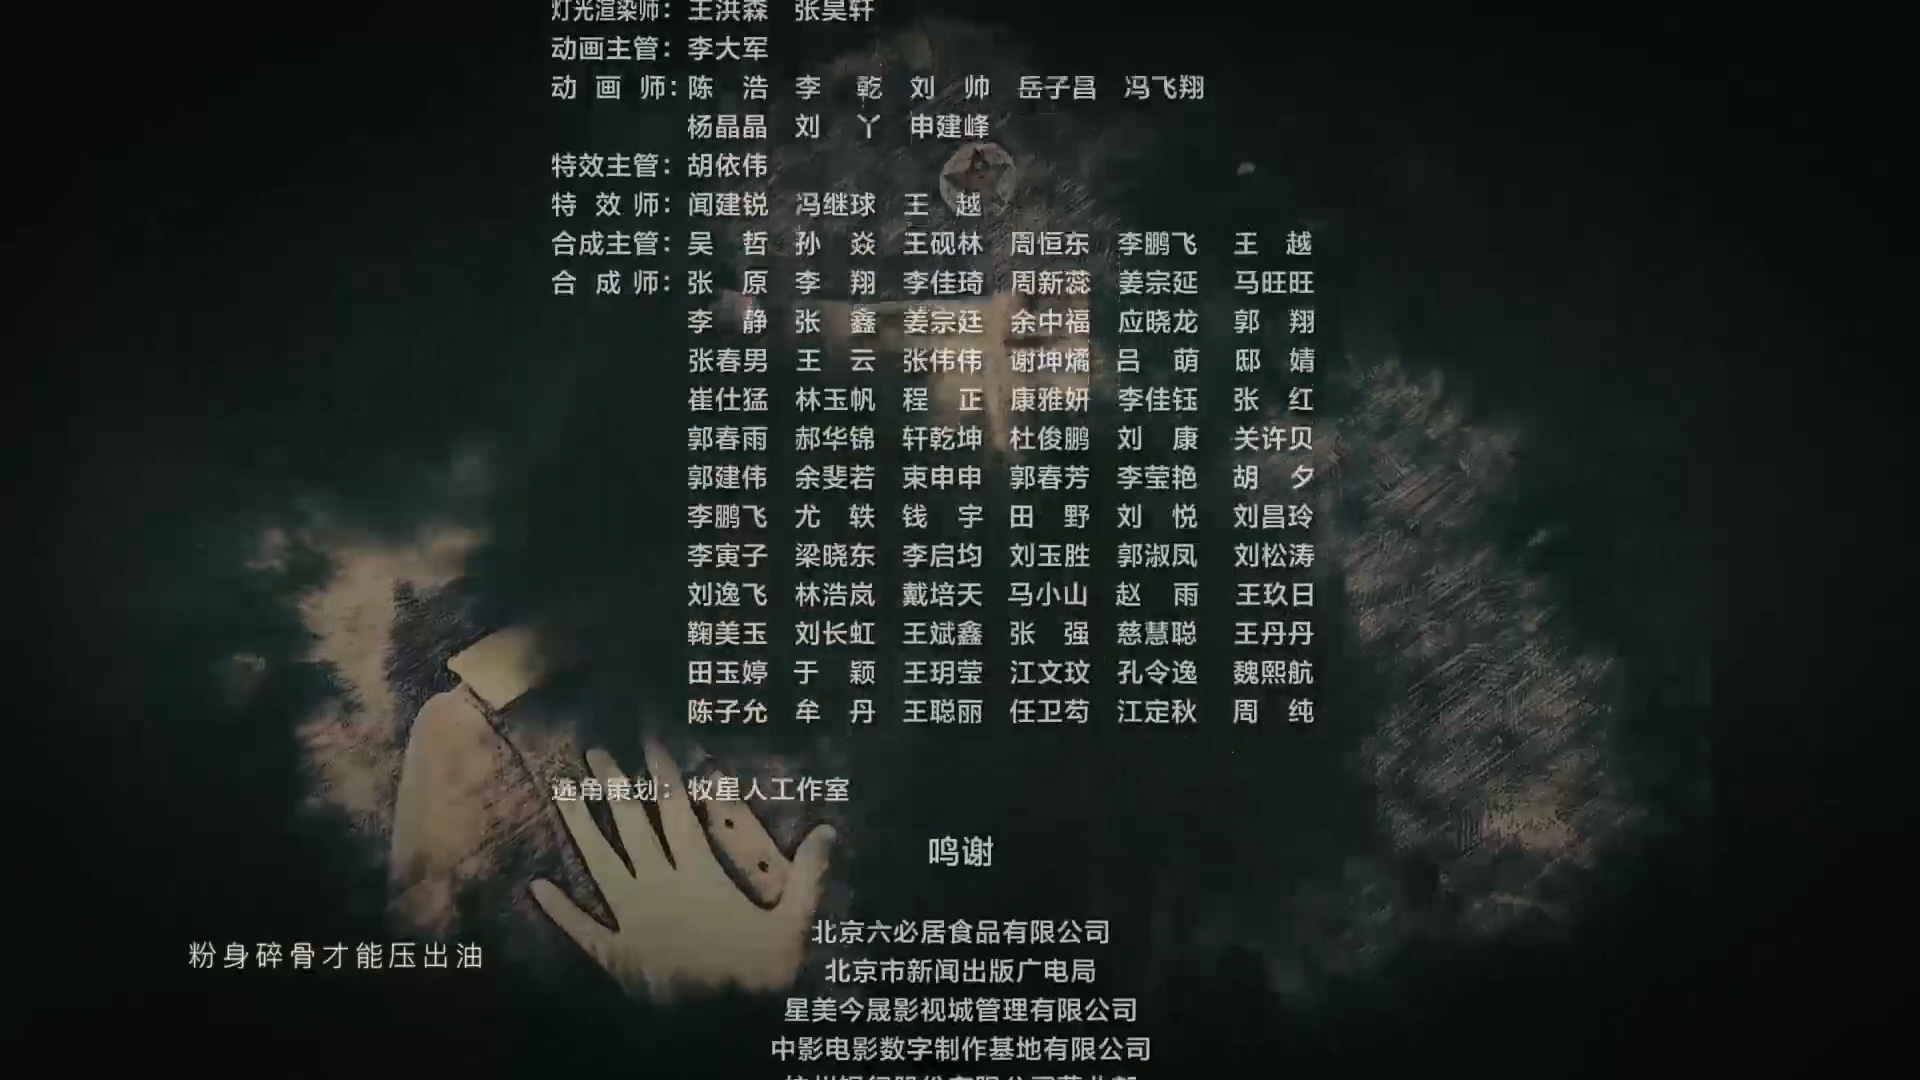 灯光渲染师：王洪森 张昊轩
动画主管：李大军
动画师：陈浩 李乾 刘帅 岳子昌 冯飞翔
杨晶晶 刘丫 申建峰
特效主管：胡依伟
特效师：闻建锐 冯继球 王越
合成主管：吴哲 孙焱 王砚林 周恒东 李鹏飞 王越
合成师：张原 李翔 李佳琦 周新蕊 姜宗延 马旺旺
李静 张鑫 姜宗廷 余中福 应晓龙 郭翔
张春男 王云 张伟伟 谢坤燏 吕萌 邸婧
崔仕猛 林玉帆 程正 康雅妍 李佳钰 张红
郭春雨 郝华锦 轩乾坤 杜俊鹏 刘康 关许贝
郭建伟 余斐若 束申申 郭春芳 李莹艳 胡夕
李鹏飞 尤轶 钱宇 田野 刘悦 刘昌玲
李寅子 梁晓东 李启均 刘玉胜 郭淑凤 刘松涛
刘逸飞 林浩岚 戴培天 马小山 赵雨 王玖日
鞠美玉 刘长虹 王斌鑫 张强 慈慧聪 王丹丹
田玉婷 于颖 王玥莹 江文玟 孔令逸 魏熙航
陈子允 牟丹 王聪丽 任卫芶 江定秋 周纯
选角策划：牧星人工作室
鸣谢
北京六必居食品有限公司
粉身碎骨才能压出油
北京市新闻出版广电局
星美今晟影视城管理有限公司
中影电影数字制作基地有限公司